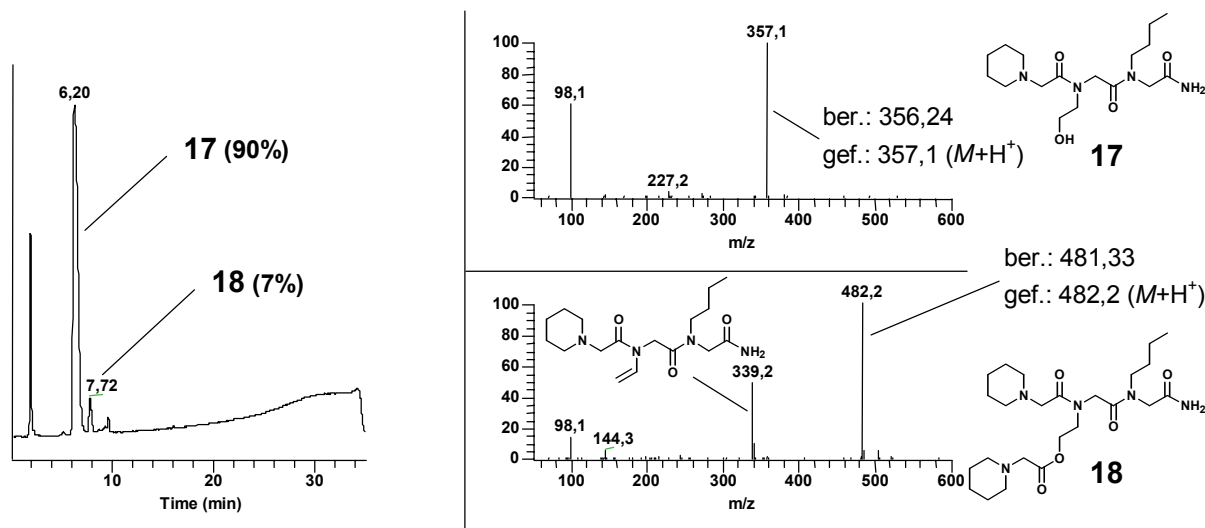 6,20
17 (90%)
18 (7%)
7,72
10
20
30
Time (min)
100
80
60
40
20
0
98,1
227,2
357,1
100
200
300
400
500
600
m/z
ber.: 356,24
gef.: 357,1 (M+H+)
N
O
N
O
N
O
NH2
OH
17
100
80
60
40
20
0
N
O
N
O
N
O
NH2
98,1
144,3
339,2
482,2
100
200
300
400
500
600
m/z
ber.: 481,33
gef.: 482,2 (M+H+)
N
O
N
O
N
O
NH2
N
O
O
18